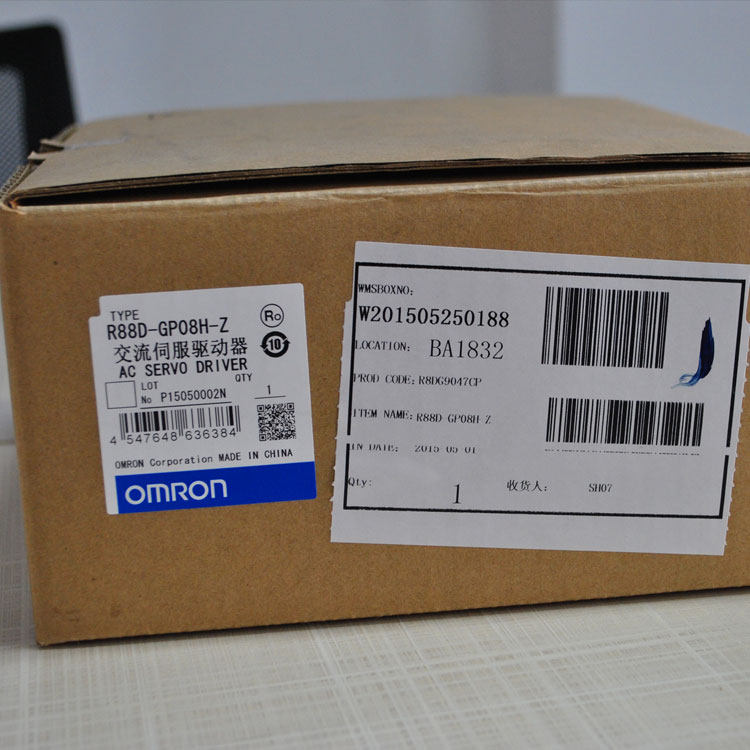 TYPE
R88D-GP08H-Z
Ro
10
交流伺服驱动器
AC SERVO DRIVER
LOT No P15050002N
QTY 1
4 547648 636384
OMRON Corporation MADE IN CHINA
OMRON
WMSBOXNO:
W201505250188
LOCATION: BA1832
PROD CODE: R8DG9047CP
ITEM NAME: R88D-GP08H-Z
IN DATE: 2015-05-01
Qty: 1 收货人: SH07